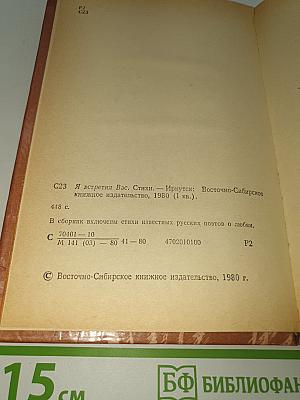 Р2
С23
С23 Я встретил Вас. Стихи. — Иркутск: Восточно-Сибирское
книжное издательство, 1980 (1 кв.).
448 с.
В сборник включены стихи известных русских поэтов о любви.
С 70401—10 / М 141 (03) — 80 41—80 4702010100 Р2
© Восточно-Сибирское книжное издательство, 1980 г.
15 см
БФ БИБЛИОФАН